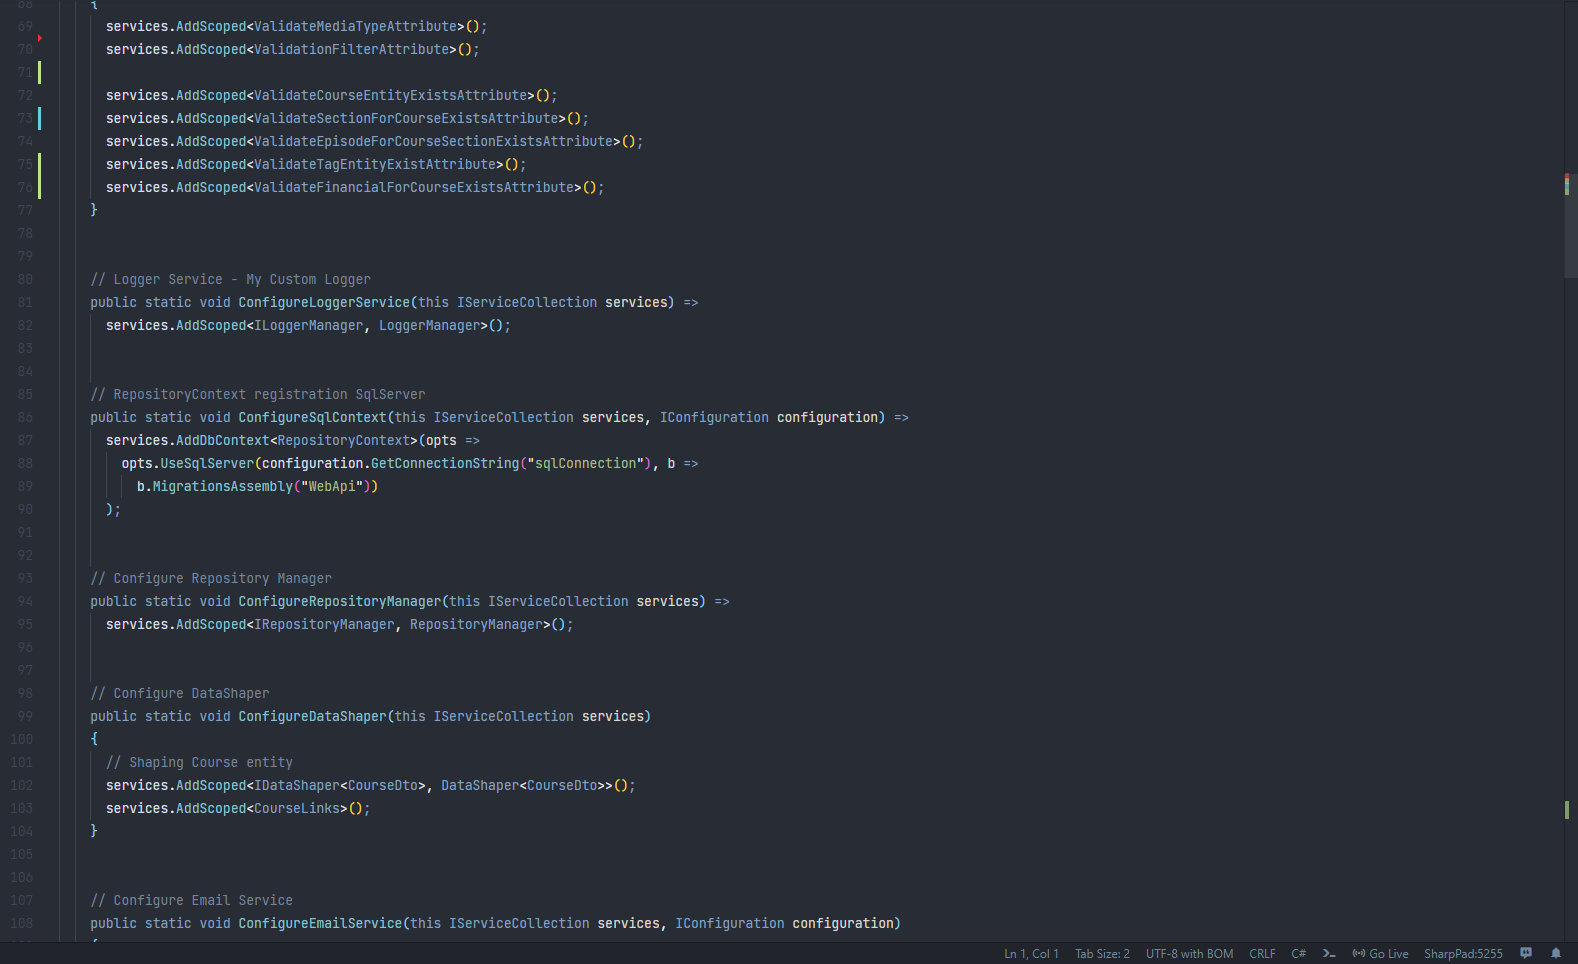 68 {
69 services.AddScoped<ValidateMediaTypeAttribute>();
70 services.AddScoped<ValidationFilterAttribute>();
71
72 services.AddScoped<ValidateCourseEntityExistsAttribute>();
73 services.AddScoped<ValidateSectionForCourseExistsAttribute>();
74 services.AddScoped<ValidateEpisodeForCourseSectionExistsAttribute>();
75 services.AddScoped<ValidateTagEntityExistAttribute>();
76 services.AddScoped<ValidateFinancialForCourseExistsAttribute>();
77 }
78
79
80 // Logger Service - My Custom Logger
81 public static void ConfigureLoggerService(this IServiceCollection services) =>
82 services.AddScoped<ILoggerManager, LoggerManager>();
83
84
85 // RepositoryContext registration SqlServer
86 public static void ConfigureSqlContext(this IServiceCollection services, IConfiguration configuration) =>
87 services.AddDbContext<RepositoryContext>(opts =>
88 opts.UseSqlServer(configuration.GetConnectionString("sqlConnection"), b =>
89 b.MigrationsAssembly("WebApi"))
90 );
91
92
93 // Configure Repository Manager
94 public static void ConfigureRepositoryManager(this IServiceCollection services) =>
95 services.AddScoped<IRepositoryManager, RepositoryManager>();
96
97
98 // Configure DataShaper
99 public static void ConfigureDataShaper(this IServiceCollection services)
100 {
101 // Shaping Course entity
102 services.AddScoped<IDataShaper<CourseDto>, DataShaper<CourseDto>>();
103 services.AddScoped<CourseLinks>();
104 }
105
106
107 // Configure Email Service
108 public static void ConfigureEmailService(this IServiceCollection services, IConfiguration configuration)
{
Ln 1, Col 1 Tab Size: 2 UTF-8 with BOM CRLF C# Go Live SharpPad:5255